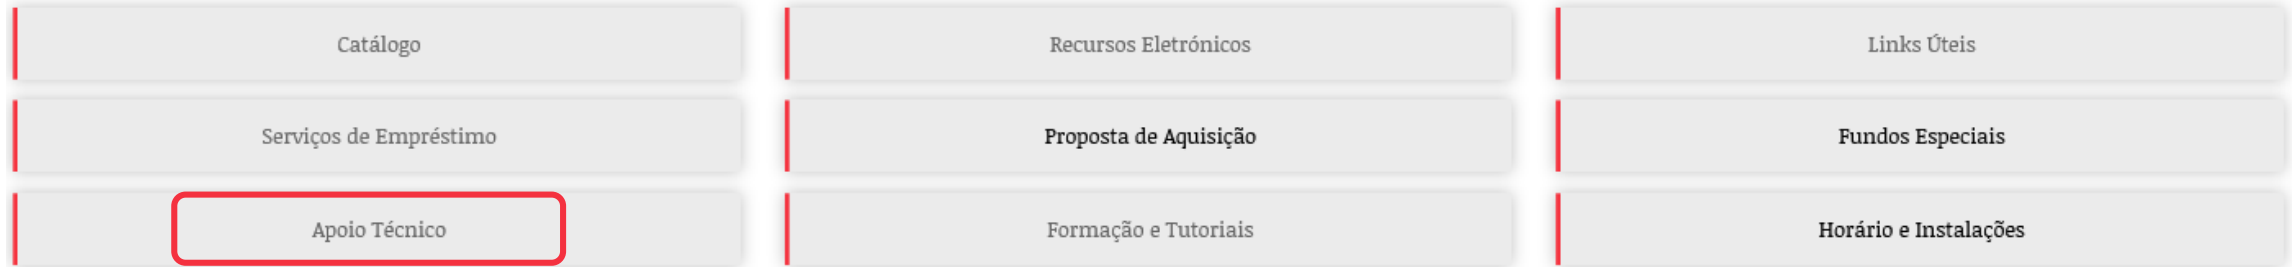 Catálogo
Recursos Eletrónicos
Links Úteis
Serviços de Empréstimo
Proposta de Aquisição
Fundos Especiais
Apoio Técnico
Formação e Tutoriais
Horário e Instalações